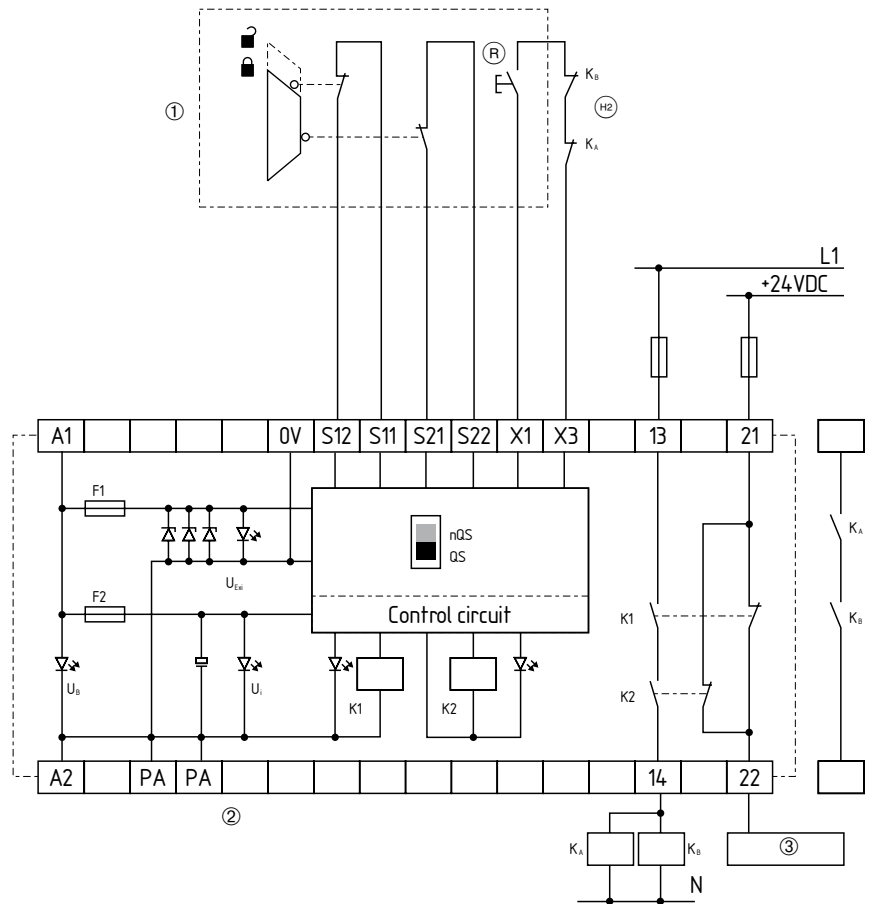 R
K_B
H2
①
K_A
L1
+24VDC
A1 0V S12 S11 S21 S22 X1 X3 13 21
F1
nQS
QS
K_A
U_Exi
F2
Control circuit
K1
K_B
U_B
U_i
K1
K2
K2
A2 PA PA 14 22
②
K_A
K_B
③
N